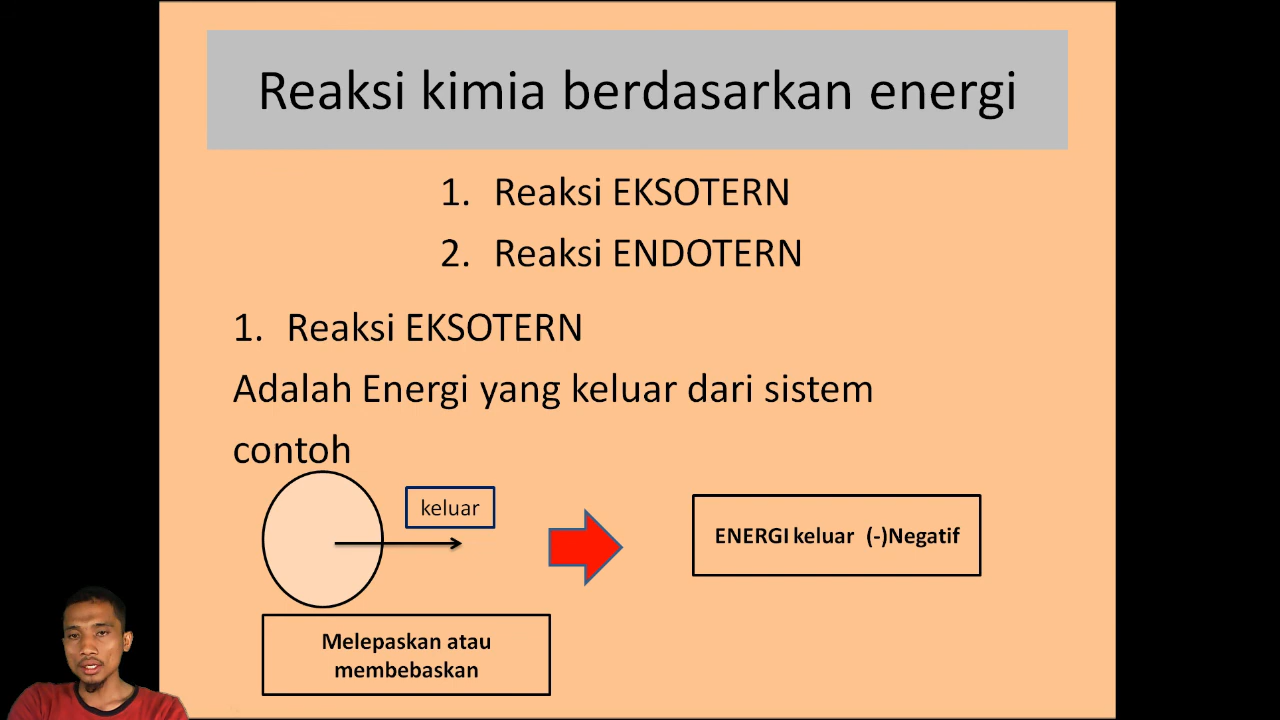 Reaksi kimia berdasarkan energi
1. Reaksi EKSOTERN
2. Reaksi ENDOTERN
1. Reaksi EKSOTERN
Adalah Energi yang keluar dari sistem
contoh
keluar
ENERGI keluar (-)Negatif
Melepaskan atau
membebaskan